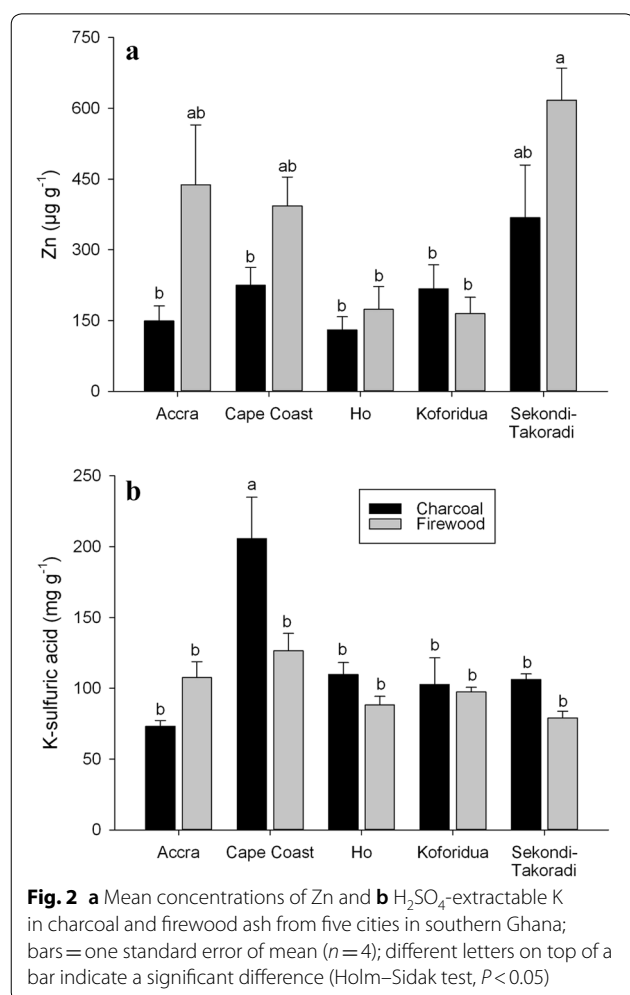 a
750
600
450
300
150
0
Zn (µg g⁻¹)
b ab b ab b b b b ab a
Accra Cape Coast Ho Koforidua Sekondi-
Takoradi
b
250
200
150
100
50
0
K-sulfuric acid (mg g⁻¹)
Charcoal
Firewood
b b a b b b b b b b
Accra Cape Coast Ho Koforidua Sekondi-
Takoradi
Fig. 2 a Mean concentrations of Zn and b H₂SO₄-extractable K
in charcoal and firewood ash from five cities in southern Ghana;
bars = one standard error of mean (n = 4); different letters on top of a
bar indicate a significant difference (Holm–Sidak test, P < 0.05)